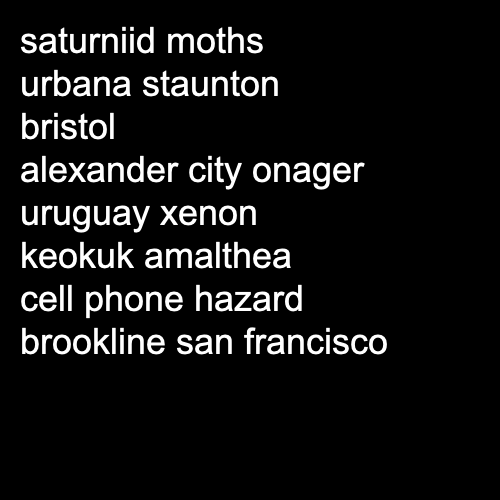 saturniid moths
urbana staunton
bristol
alexander city onager
uruguay xenon
keokuk amalthea
cell phone hazard
brookline san francisco